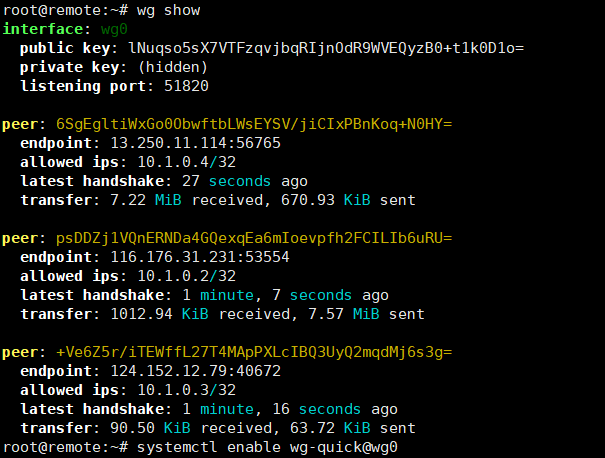 root@remote:~# wg show
interface: wg0
  public key: lNuqso5sX7VTFzqvjbqRIjnOdR9WVEQyzB0+t1k0D1o=
  private key: (hidden)
  listening port: 51820

peer: 6SgEgltiWxGo0ObwftbLWsEYSV/jiCIxPBnKoq+N0HY=
  endpoint: 13.250.11.114:56765
  allowed ips: 10.1.0.4/32
  latest handshake: 27 seconds ago
  transfer: 7.22 MiB received, 670.93 KiB sent

peer: psDDZj1VQnERNDa4GQexqEa6mIoevpfh2FCILIb6uRU=
  endpoint: 116.176.31.231:53554
  allowed ips: 10.1.0.2/32
  latest handshake: 1 minute, 7 seconds ago
  transfer: 1012.94 KiB received, 7.57 MiB sent

peer: +Ve6Z5r/iTEWffL27T4MApPXLcIBQ3UyQ2mqdMj6s3g=
  endpoint: 124.152.12.79:40672
  allowed ips: 10.1.0.3/32
  latest handshake: 1 minute, 16 seconds ago
  transfer: 90.50 KiB received, 63.72 KiB sent
root@remote:~# systemctl enable wg-quick@wg0